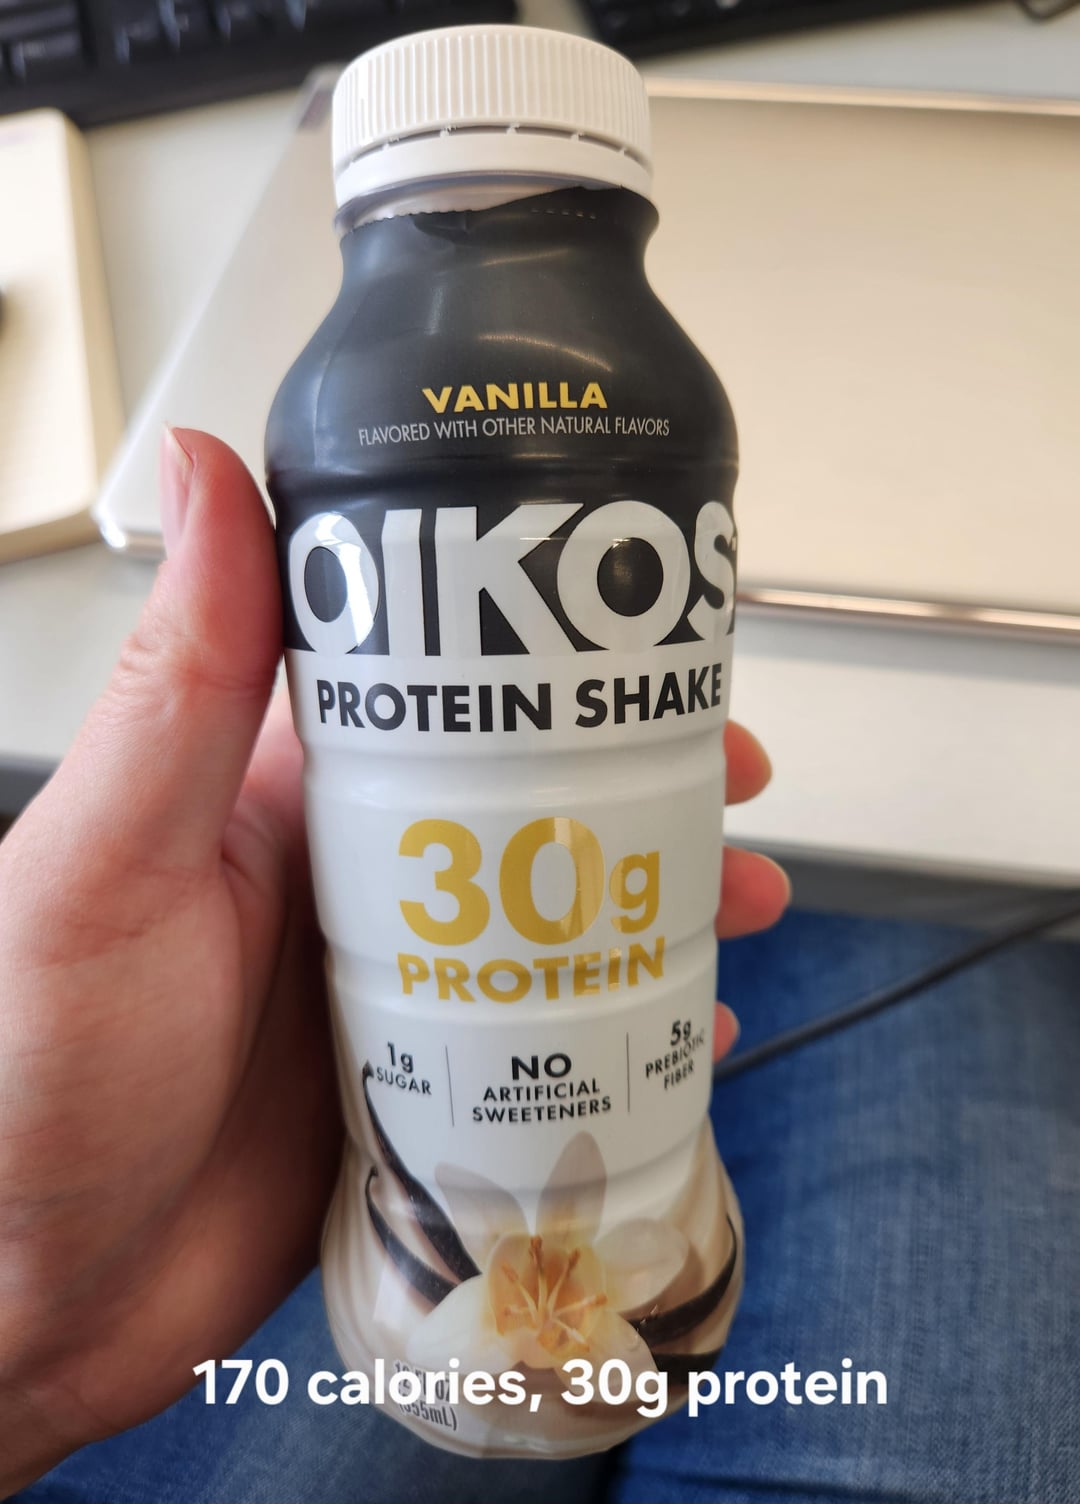 VANILLA
FLAVORED WITH OTHER NATURAL FLAVORS
OIKOS
PROTEIN SHAKE
30g
PROTEIN
1g
SUGAR
NO
ARTIFICIAL
SWEETENERS
5g
PREBIOTIC
FIBER
170 calories, 30g protein